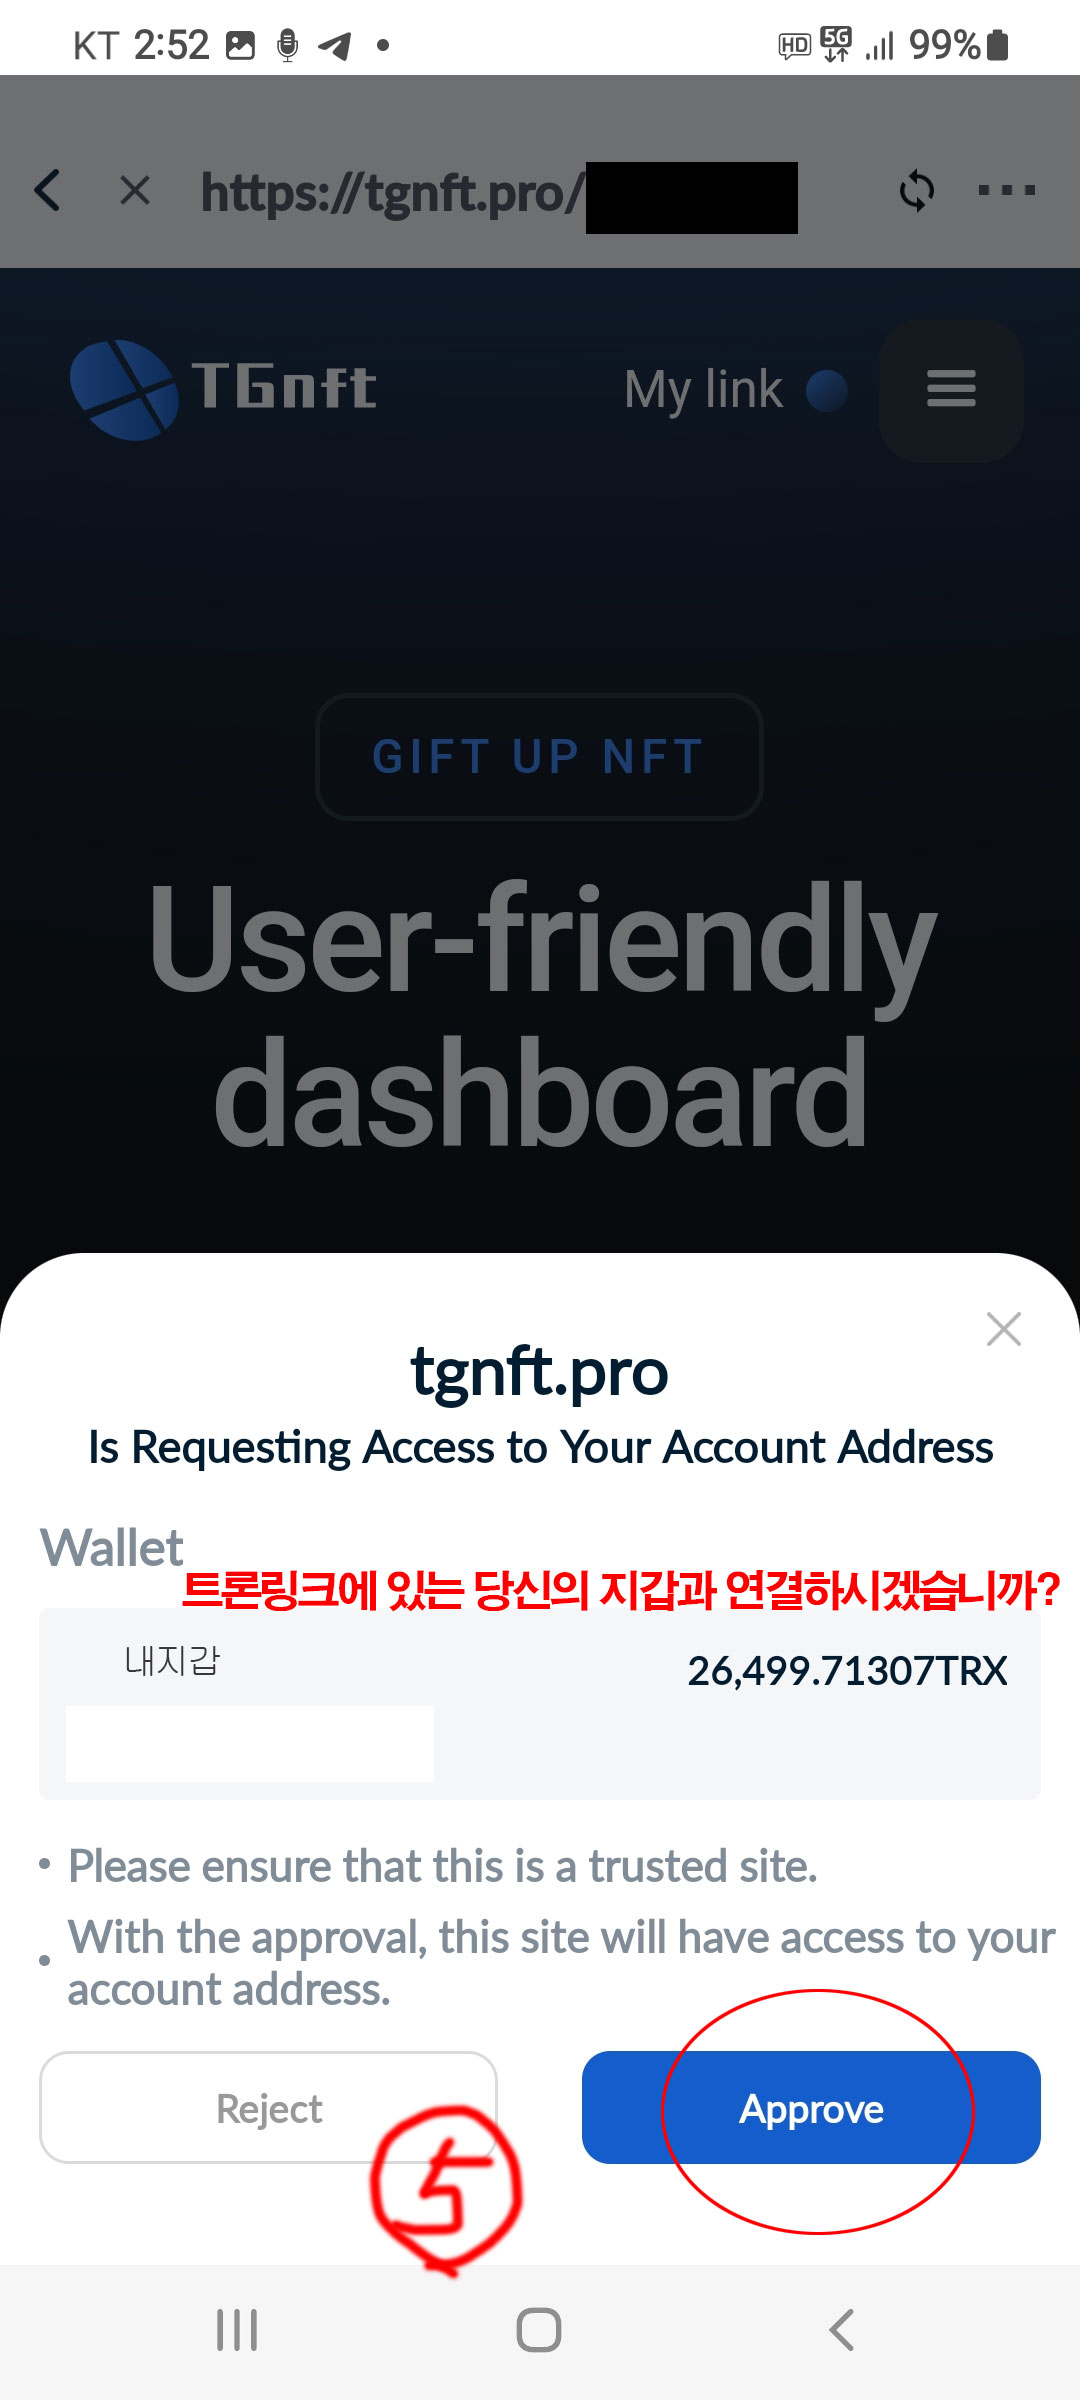 KT 2:52 HD 5G 99%
https://tgnft.pro/
TGnft My link
GIFT UP NFT
User-friendly
dashboard
tgnft.pro
Is Requesting Access to Your Account Address
Wallet
트론링크에 있는 당신의 지갑과 연결하시겠습니까?
내지갑 26,499.71307TRX
• Please ensure that this is a trusted site.
• With the approval, this site will have access to your
account address.
Reject Approve
5